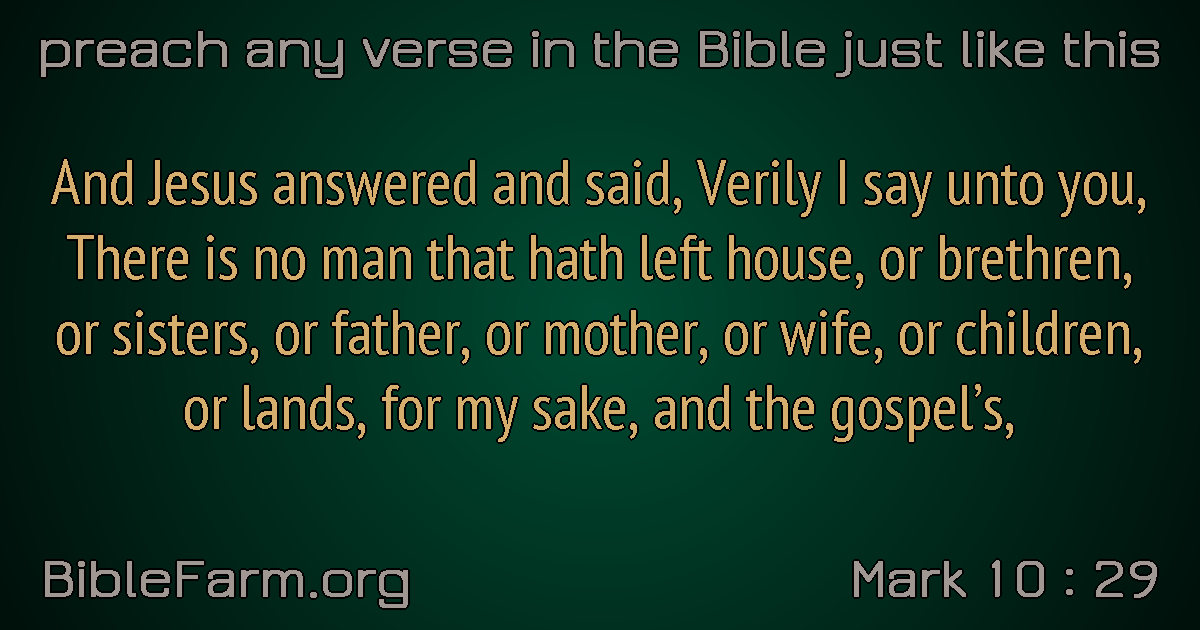 preach any verse in the Bible just like this
And Jesus answered and said, Verily I say unto you,
There is no man that hath left house, or brethren,
or sisters, or father, or mother, or wife, or children,
or lands, for my sake, and the gospel’s,
BibleFarm.org
Mark 10 : 29